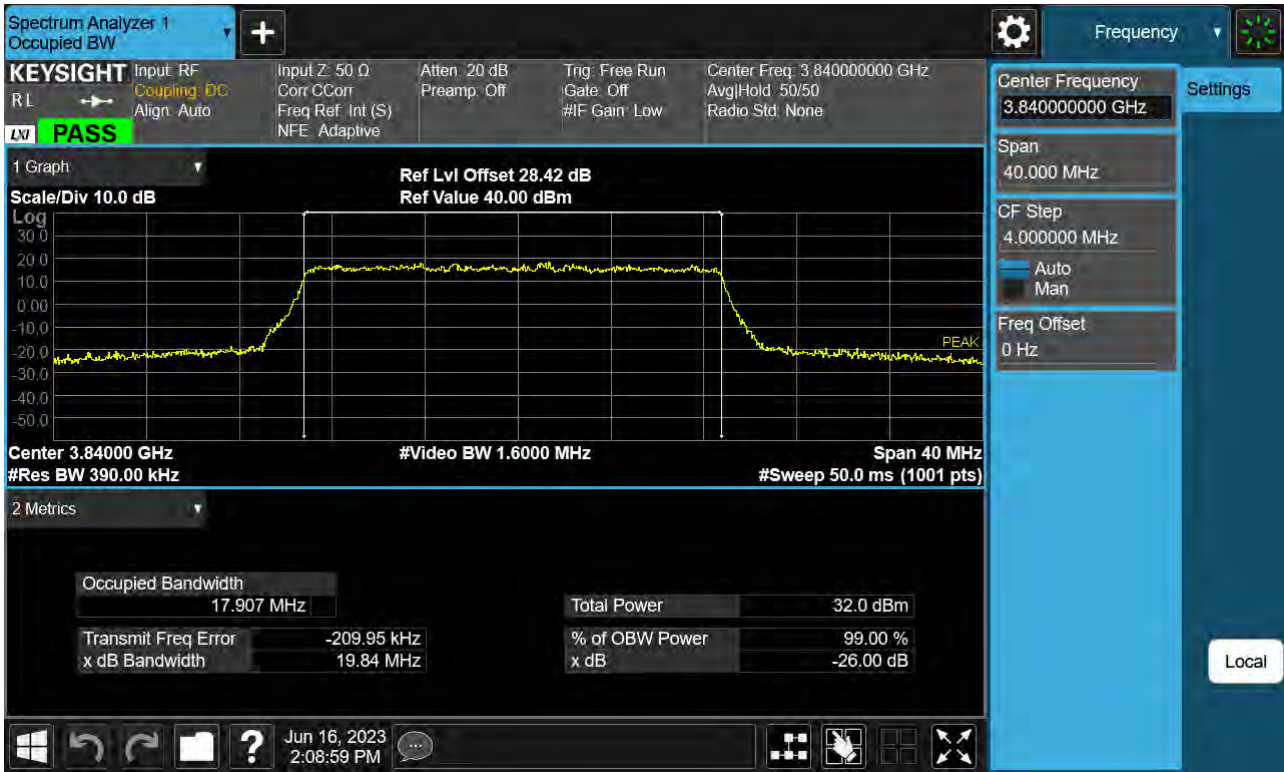 Spectrum Analyzer 1
Occupied BW
+
Frequency
KEYSIGHT
RL
LXI
PASS
Input: RF
Coupling: DC
Align: Auto
Input Z: 50 Ω
Corr CCorr
Freq Ref: Int (S)
NFE: Adaptive
Atten: 20 dB
Preamp: Off
Trig: Free Run
Gate: Off
#IF Gain: Low
Center Freq: 3.840000000 GHz
Avg|Hold: 50/50
Radio Std: None
Center Frequency
3.840000000 GHz
Settings
Span
40.000 MHz
CF Step
4.000000 MHz
Auto
Man
Freq Offset
0 Hz
Local
1 Graph
Scale/Div 10.0 dB
Ref Lvl Offset 28.42 dB
Ref Value 40.00 dBm
Log
30.0
20.0
10.0
0.00
-10.0
-20.0
-30.0
-40.0
-50.0
PEAK
Center 3.84000 GHz
#Video BW 1.6000 MHz
Span 40 MHz
#Res BW 390.00 kHz
#Sweep 50.0 ms (1001 pts)
2 Metrics
Occupied Bandwidth
17.907 MHz
Total Power 32.0 dBm
Transmit Freq Error -209.95 kHz
% of OBW Power 99.00 %
x dB Bandwidth 19.84 MHz
x dB -26.00 dB
?
Jun 16, 2023
2:08:59 PM